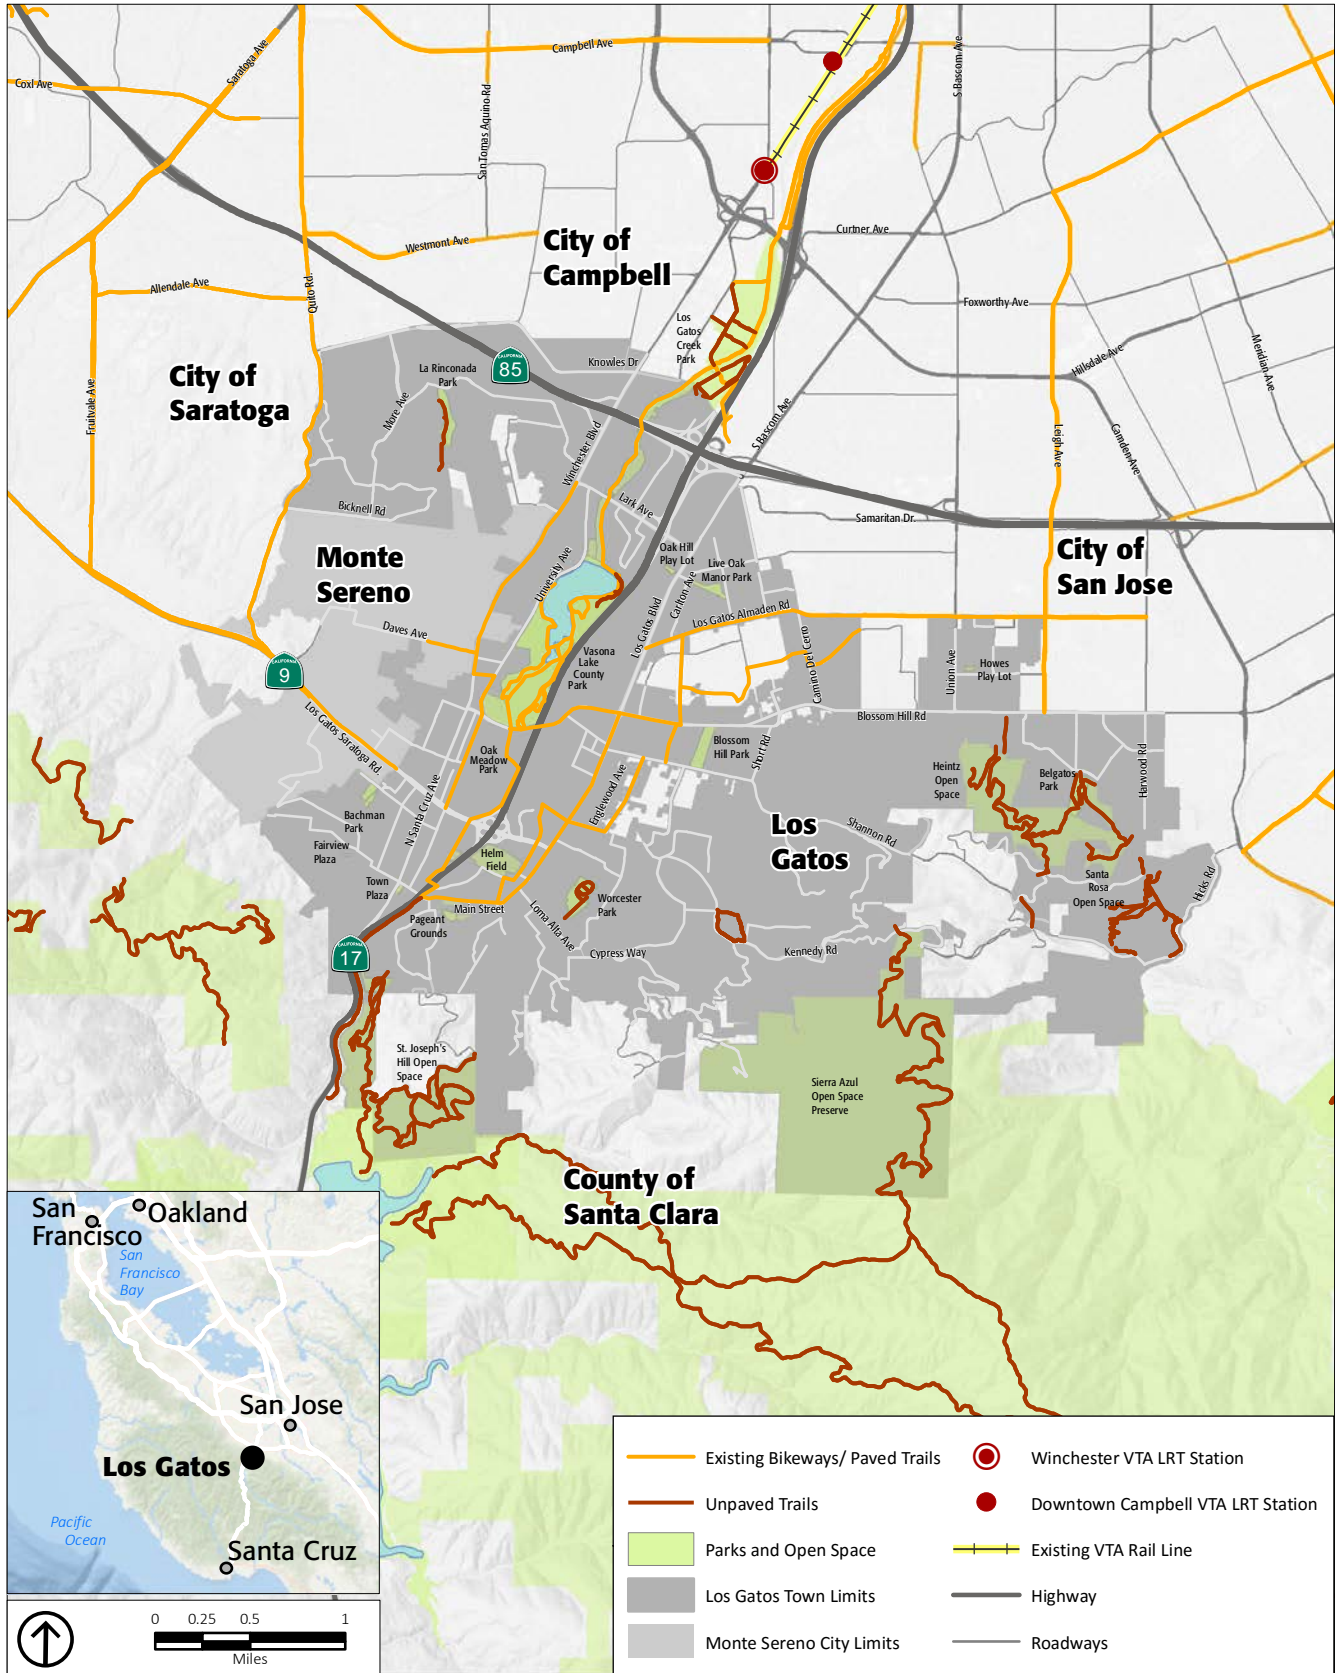 Campbell Ave
Saratoga Ave
Coxl Ave
S Bascom Ave
San Tomas Aquino Rd
Curtner Ave
Westmont Ave
City of
Campbell
Allendale Ave
Quito Rd.
Foxworthy Ave
Los
Gatos
Creek
Park
Meridian Ave
Hillsdale Ave
Knowles Dr
La Rinconada
Park
CALIFORNIA
85
City of
Saratoga
Fruitvale Ave
More Ave
S Bascom Ave
Leigh Ave
Camden Ave
Winchester Blvd
Bicknell Rd
Lark Ave
Samaritan Dr.
Monte
Sereno
University Ave
Oak Hill
Play Lot
Live Oak
Manor Park
City of
San Jose
Carlton Ave
Los Gatos Blvd
Los Gatos Almaden Rd
Daves Ave
Camino Del Cerro
Union Ave
Howes
Play Lot
Vasona
Lake
County
Park
CALIFORNIA
9
Los Gatos Saratoga Rd.
Blossom Hill Rd
Blossom
Hill Park
Short Rd
Oak
Meadow
Park
Heintz
Open
Space
Belgatos
Park
Harwood Rd
N Santa Cruz Ave
Englewood Ave
Bachman
Park
Los
Gatos
Shannon Rd
Fairview
Plaza
Helm
Field
Town
Plaza
Santa
Rosa
Open Space
Hicks Rd
Worcester
Park
Main Street
Pageant
Grounds
Loma Alta Ave
CALIFORNIA
17
Cypress Way
Kennedy Rd
St. Joseph's
Hill Open
Space
Sierra Azul
Open Space
Preserve
County of
Santa Clara
San
Francisco
Oakland
San
Francisco
Bay
San Jose
Los Gatos
Pacific
Ocean
Santa Cruz
0 0.25 0.5 1
Miles
Existing Bikeways/ Paved Trails
Unpaved Trails
Parks and Open Space
Los Gatos Town Limits
Monte Sereno City Limits
Winchester VTA LRT Station
Downtown Campbell VTA LRT Station
Existing VTA Rail Line
Highway
Roadways